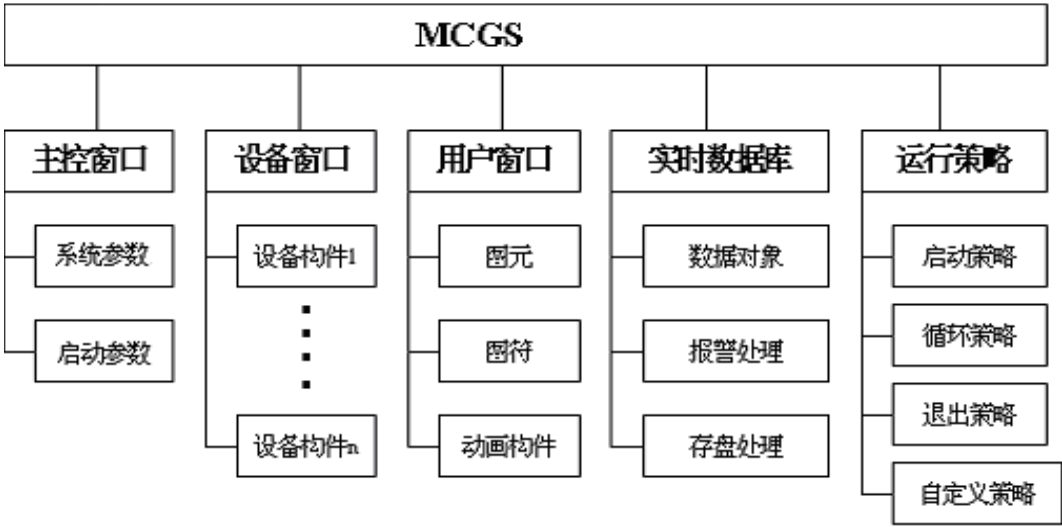 MCGS
主控窗口
设备窗口
用户窗口
实时数据库
运行策略
系统参数
设备构件1
图元
数据对象
启动策略
启动参数
图符
报警处理
循环策略
退出策略
设备构件n
动画构件
存盘处理
自定义策略